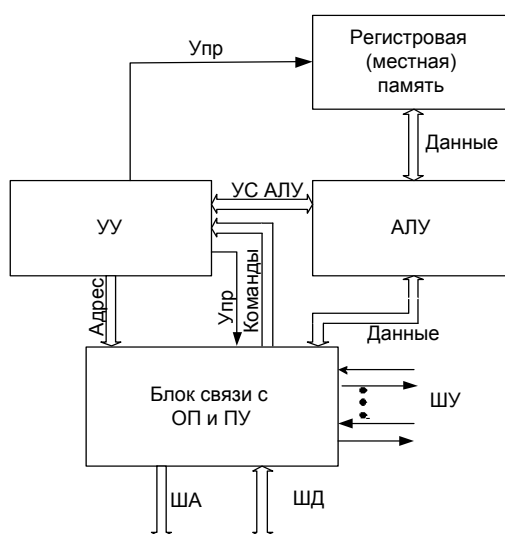 Упр
Регистровая
(местная)
память
Данные
УУ
УС АЛУ
АЛУ
Адрес
Упр
Команды
Данные
Блок связи с
ОП и ПУ
ШУ
ША
ШД